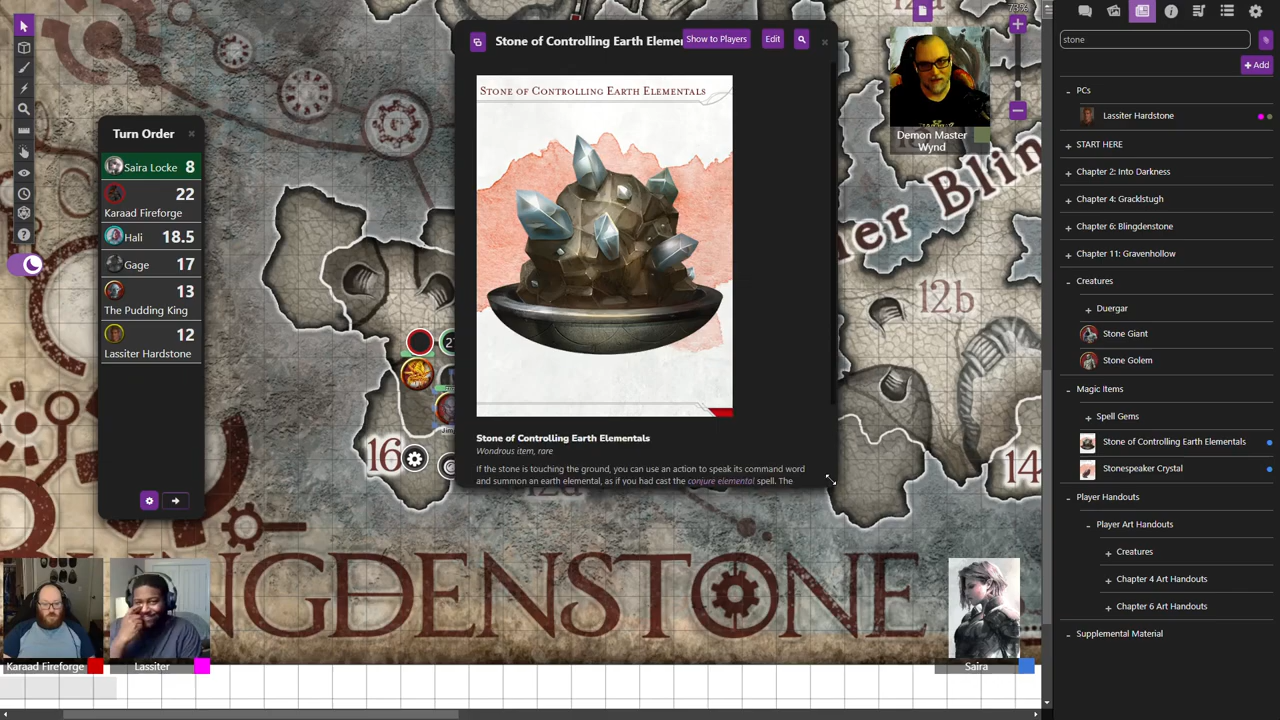 Turn Order
Saira Locke 8
22
Karaad Fireforge
Hali 18.5
Gage 17
13
The Pudding King
12
Lassiter Hardstone
Stone of Controlling Earth Elemen
Show to Players
Edit
STONE OF CONTROLLING EARTH ELEMENTALS
Stone of Controlling Earth Elementals
Wondrous item, rare
If the stone is touching the ground, you can use an action to speak its command word
and summon an earth elemental, as if you had cast the conjure elemental spell. The
73%
Demon Master
Wynd
12a
ner Blin
12b
16
14
INGDENSTONE
Karaad Fireforge
Lassiter
Saira
stone
+ Add
PCs
Lassiter Hardstone
START HERE
Chapter 2: Into Darkness
Chapter 4: Gracklstugh
Chapter 6: Blingdenstone
Chapter 11: Gravenhollow
Creatures
Duergar
Stone Giant
Stone Golem
Magic Items
Spell Gems
Stone of Controlling Earth Elementals
Stonespeaker Crystal
Player Handouts
Player Art Handouts
Creatures
Chapter 4 Art Handouts
Chapter 6 Art Handouts
Supplemental Material